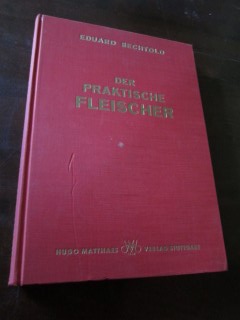 EDUARD BECHTOLD
DER
PRAKTISCHE
FLEISCHER
HUGO MATTHAES VERLAG STUTTGART